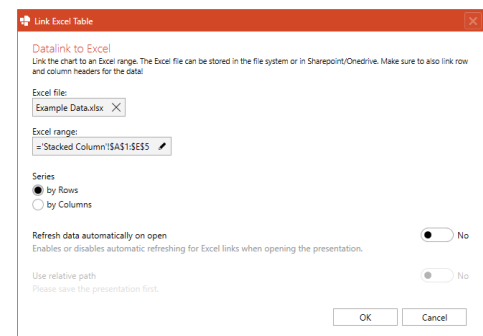 Link Excel Table
Datalink to Excel
Link the chart to an Excel range. The Excel file can be stored in the file system or in Sharepoint/Onedrive. Make sure to also link row
and column headers for the data!
Excel file:
Example Data.xlsx
Excel range:
='Stacked Column'!$A$1:$E$5
Series
by Rows
by Columns
Refresh data automatically on open
No
Enables or disables automatic refreshing for Excel links when opening the presentation.
Use relative path
No
Please save the presentation first.
OK
Cancel